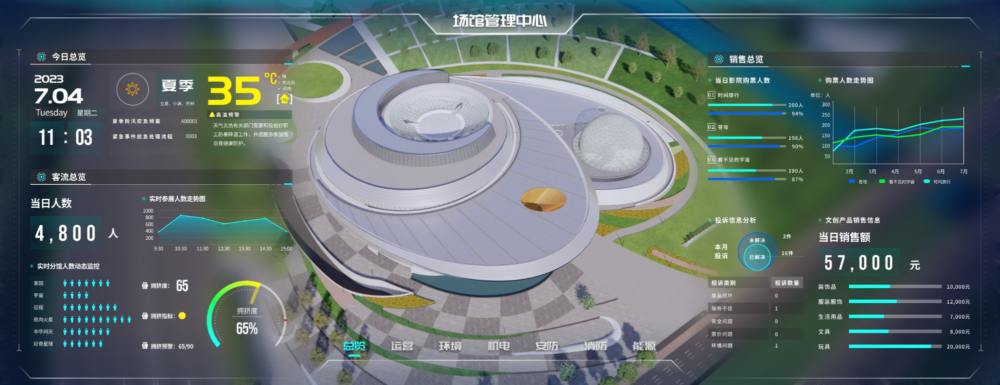 场馆管理中心
今日总览
2023
7.04
Tuesday 星期二
11 : 03
夏季
立夏、小满、芒种
夏季防汛应急预案 A00001
紧急事件应急处理流程 0003
35 °C
晴
东北风
闷热
高温预警
天气炎热有关部门需要积极做好职
工防暑降温工作，并提醒游客加强
自我健康防护。
客流总览
当日人数
4,800 人
实时参展人数走势图
1000
800
600
400
200
9:30 10:30 11:30 12:30 13:30 14:30 15:00
实时分馆人数动态监控
家园
宇宙
征程
航向火星
中华问天
好奇星球
拥挤度： 65
拥挤指标：
拥挤预警：65/90
拥挤度
65%
总览 运营 环境 机电 安防 消防 能源
销售总览
当日影院购票人数
01 时间旅行
200人
94%
02 苍穹
198人
90%
03 看不见的宇宙
190人
87%
购票人数走势图
单位：人
300
250
200
150
100
50
2月 3月 4月 5月 6月 7月
苍穹 看不见的宇宙 时间旅行
投诉信息分析
本月
投诉
未解决 2件
已解决 16件
投诉类别 投诉数量
展品损坏 0
服务不佳 1
安全问题 0
票价问题 0
环境问题 1
文创产品销售信息
当日销售额
57,000 元
装饰品 10,000元
服装服饰 12,000元
生活用品 7,000元
文具 8,000元
玩具 20,000元